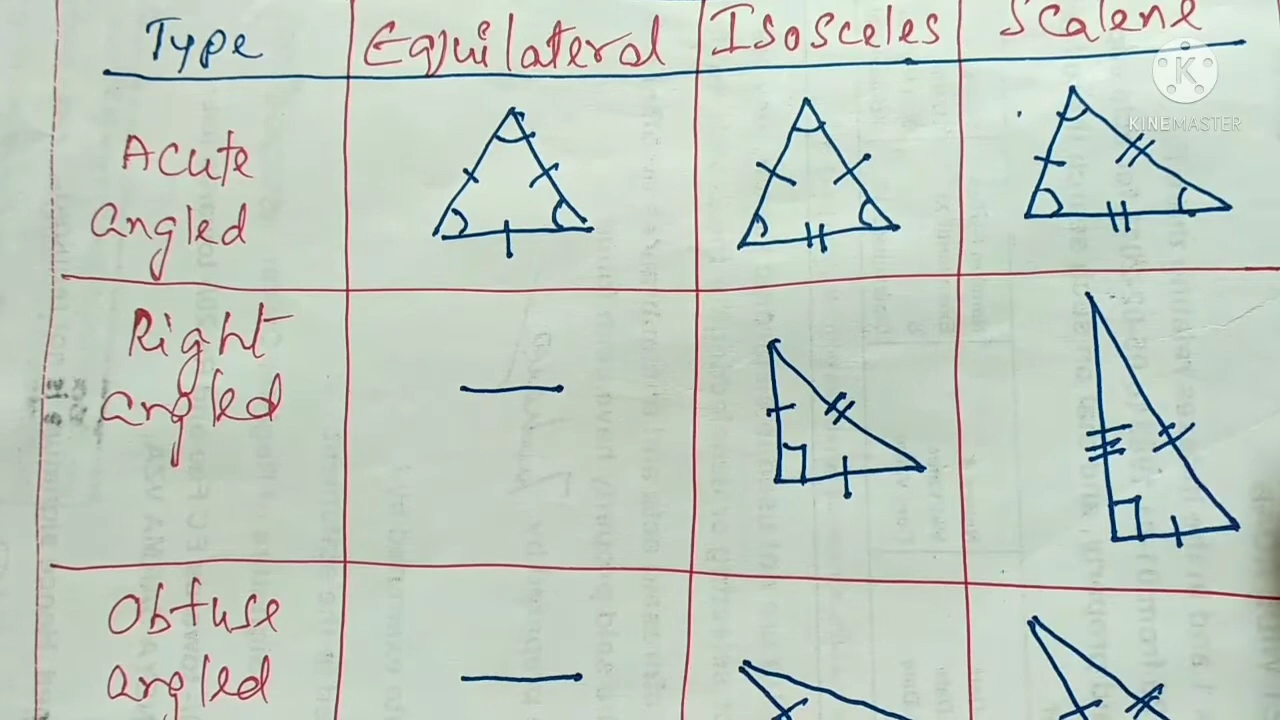 Type Equilateral Isosceles Scalene
K
KINEMASTER
Acute
angled
Right
angled
Obtuse
angled